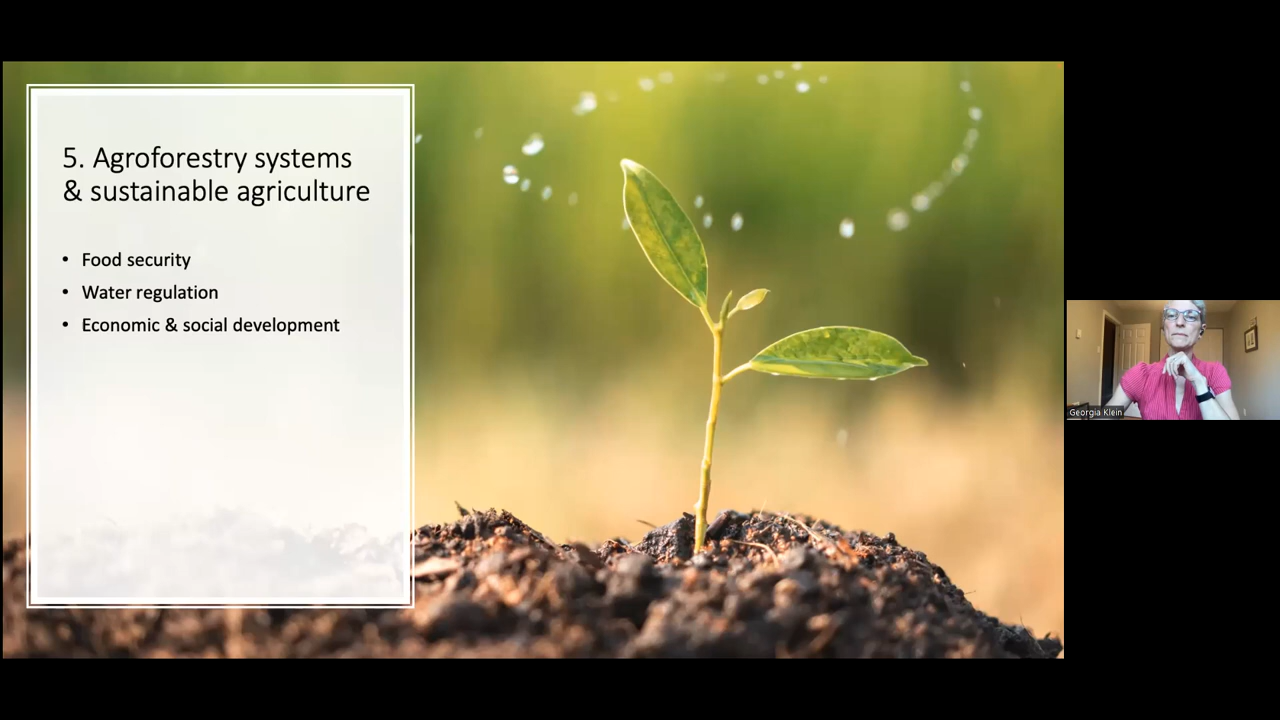 5. Agroforestry systems
& sustainable agriculture
• Food security
• Water regulation
• Economic & social development
Georgia Klein